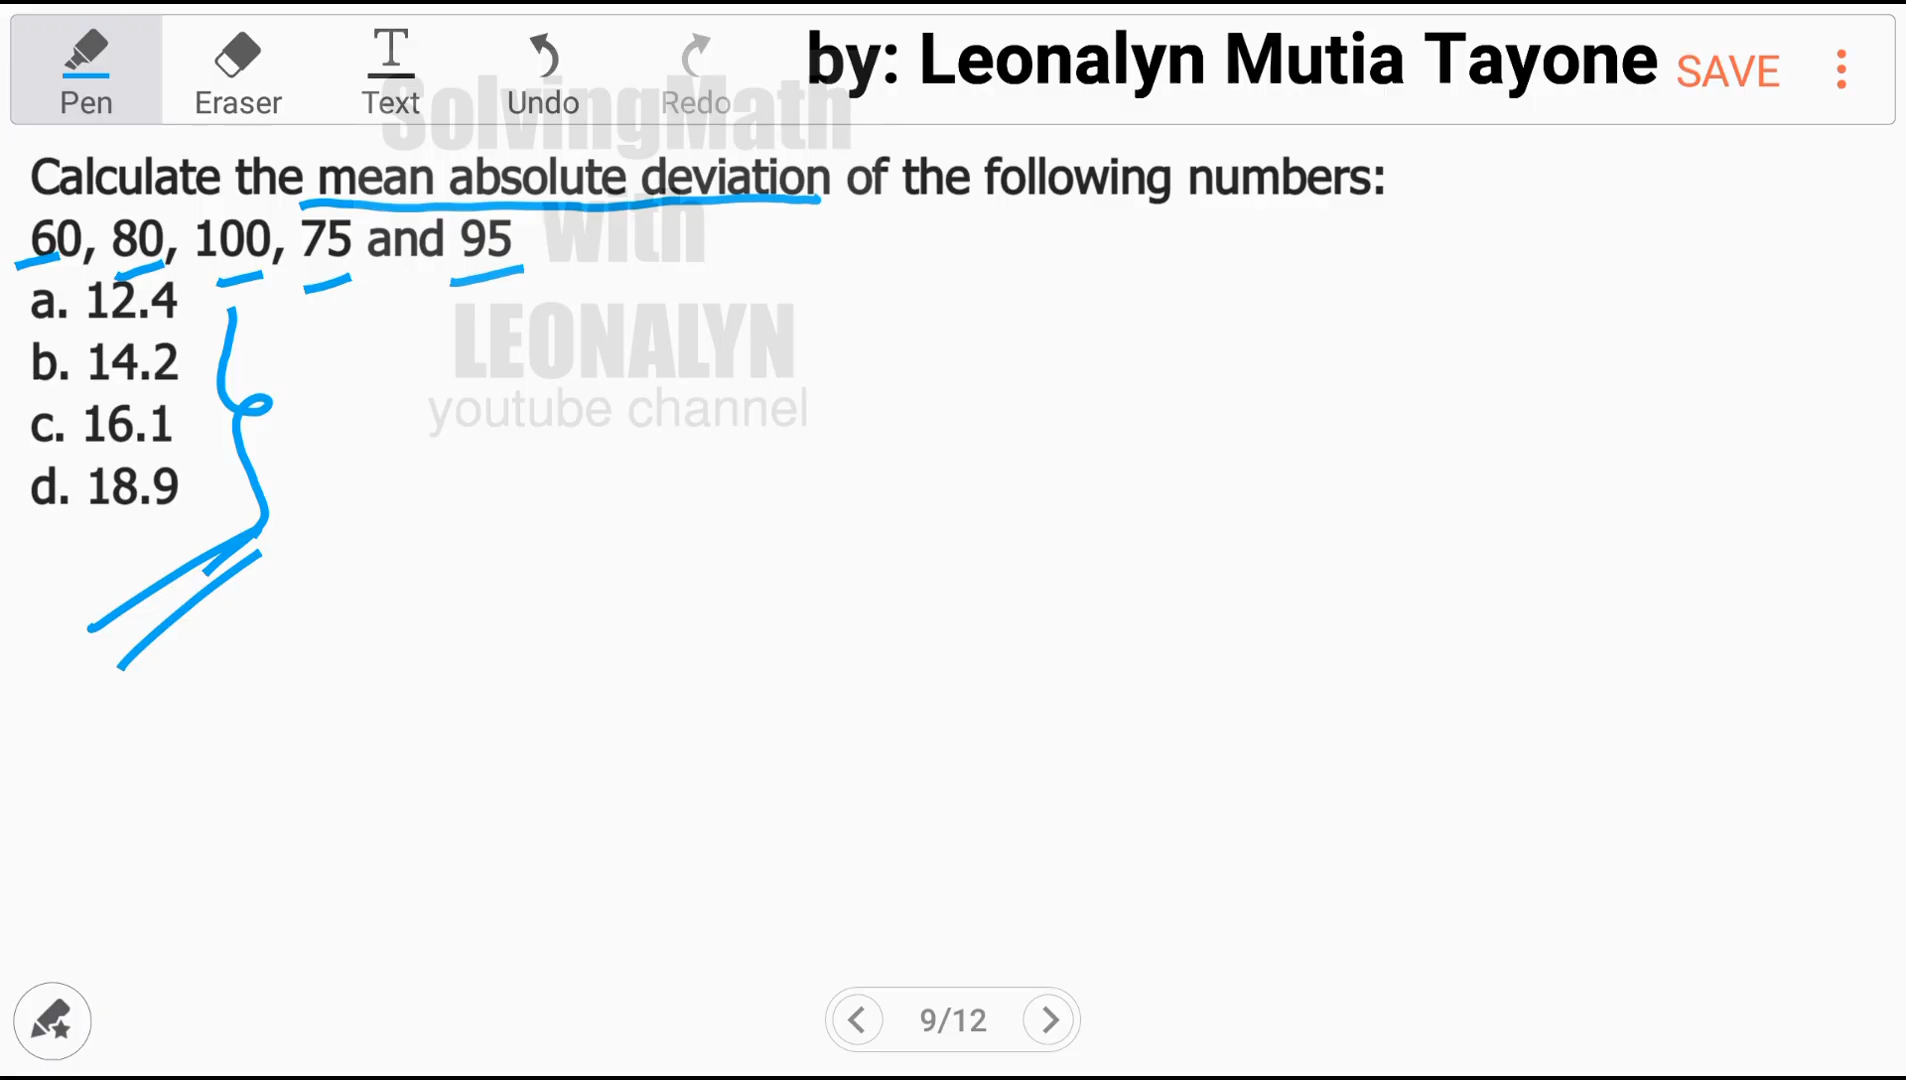 by: Leonalyn Mutia Tayone
SAVE
Pen
Eraser
Text
Undo
Redo
SolvingMath
with
LEONALYN
youtube channel
Calculate the mean absolute deviation of the following numbers:
60, 80, 100, 75 and 95
a. 12.4
b. 14.2
c. 16.1
d. 18.9
9/12